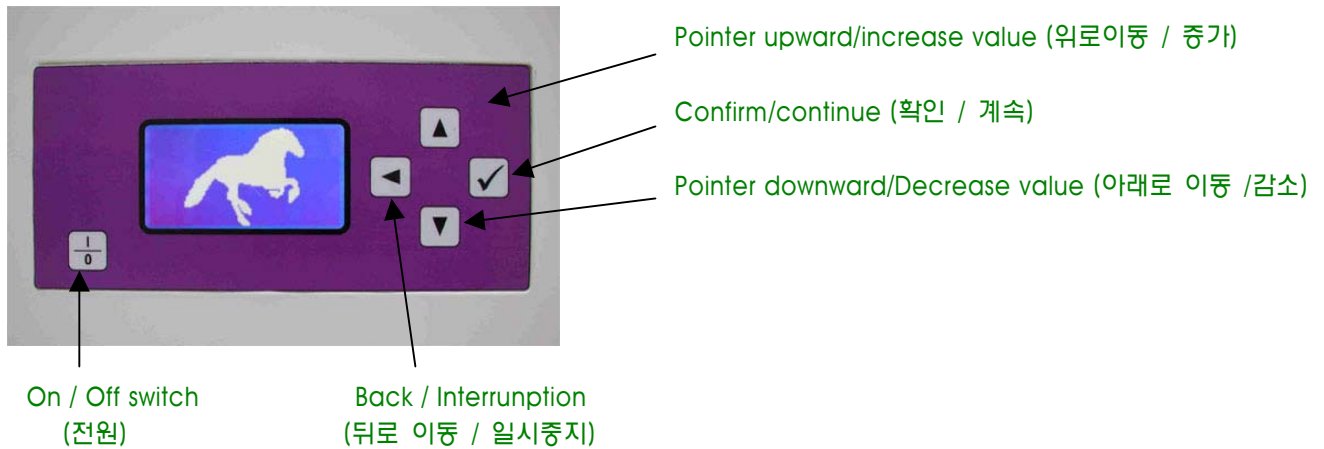 Pointer upward/increase value (위로이동 / 증가)
Confirm/continue (확인 / 계속)
Pointer downward/Decrease value (아래로 이동 /감소)
I
0
On / Off switch
(전원)
Back / Interrunption
(뒤로 이동 / 일시중지)